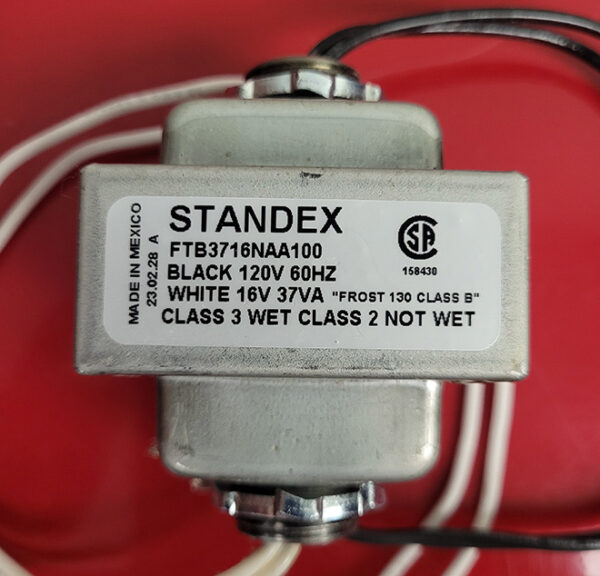 MADE IN MEXICO
23.02.28 A
STANDEX
FTB3716NAA100
BLACK 120V 60HZ
WHITE 16V 37VA "FROST 130 CLASS B"
CLASS 3 WET CLASS 2 NOT WET
CSA
158430